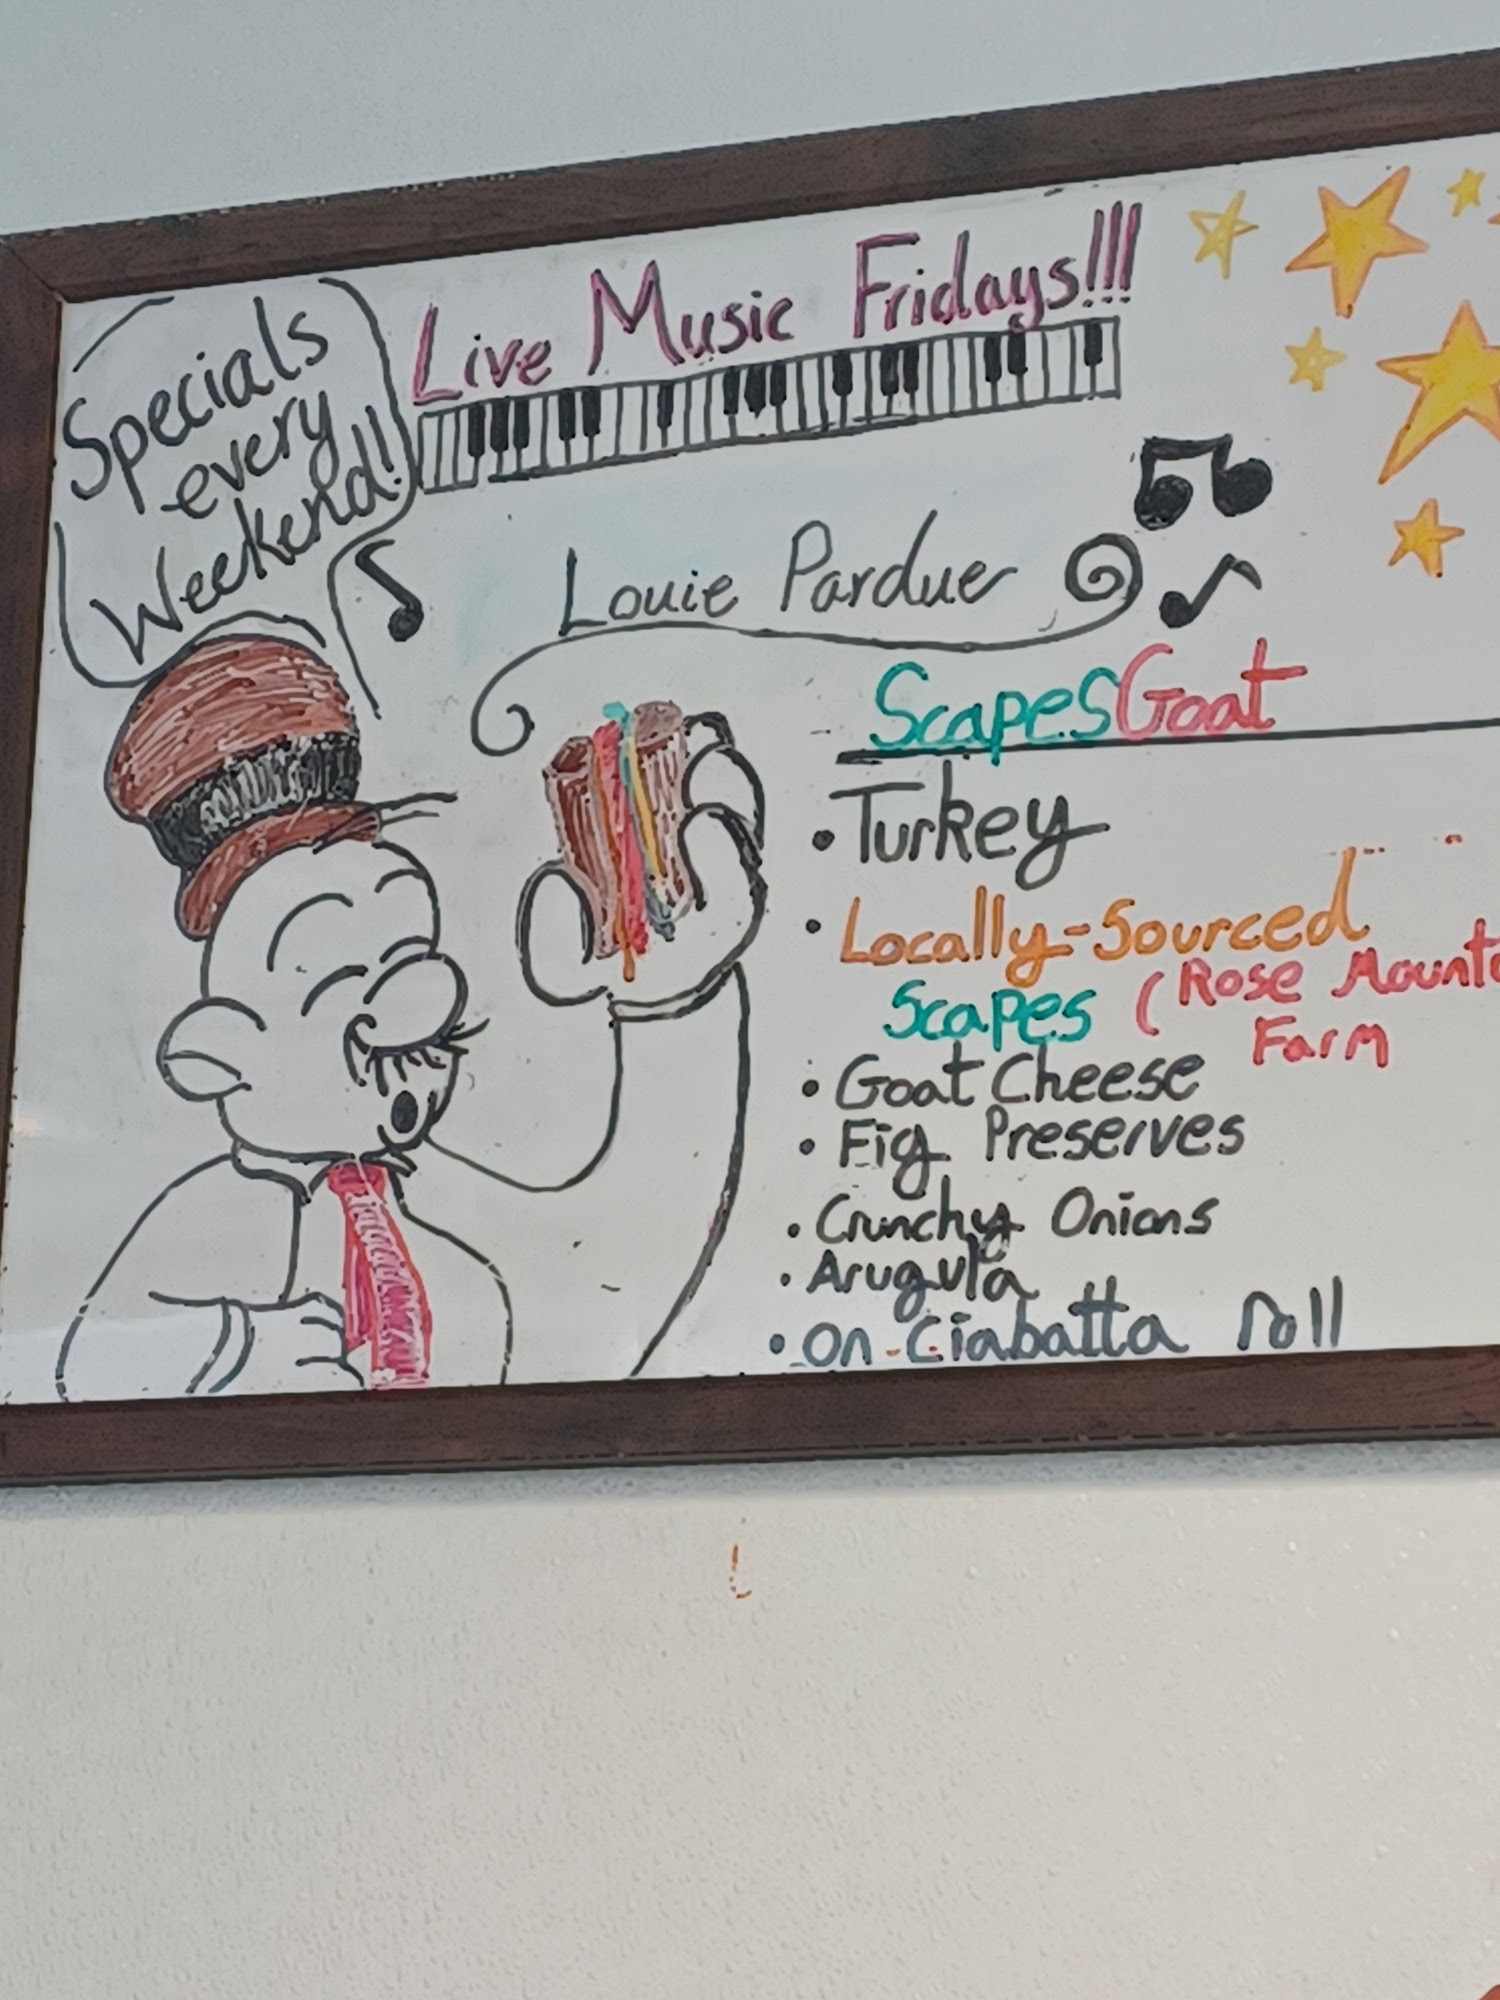 Specials
every
Weekend!!
Live Music Fridays!!!
Louie Pardue
ScapesGoat
• Turkey
• Locally-Sourced
Scapes (Rose Mounta
Farm
• Goat Cheese
• Fig Preserves
• Crunchy Onions
• Arugula
• On Ciabatta roll